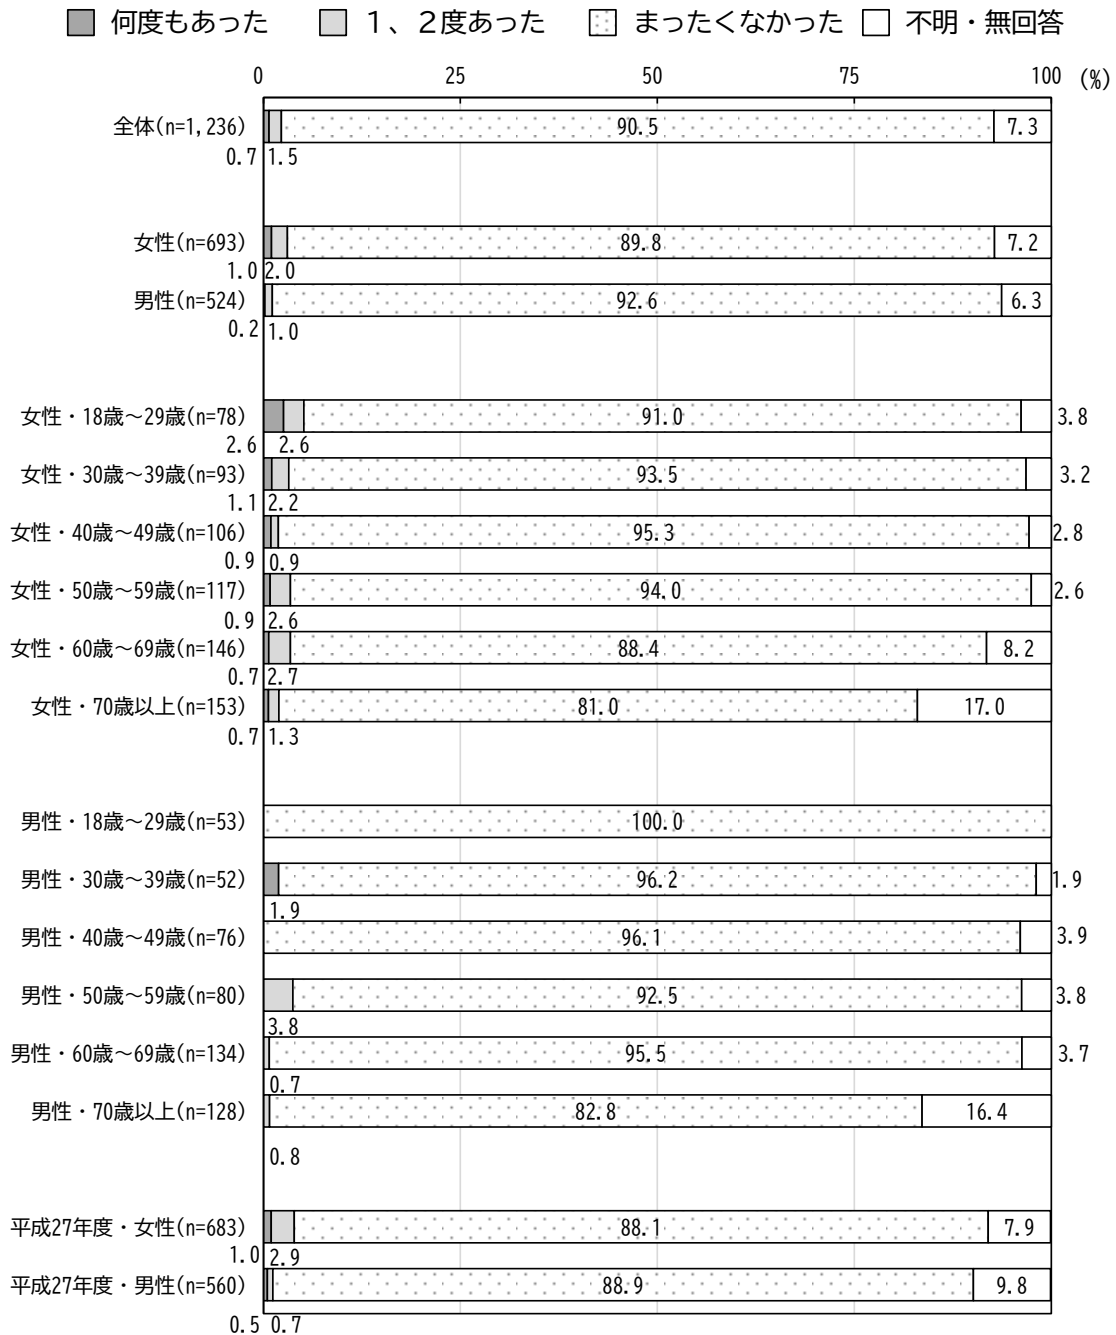 何度もあった １、２度あった まったくなかった 不明・無回答
0 25 50 75 100 (%)
全体(n=1,236) 90.5 7.3
0.7 1.5
女性(n=693) 89.8 7.2
1.0 2.0
男性(n=524) 92.6 6.3
0.2 1.0
女性・18歳～29歳(n=78) 91.0 3.8
2.6 2.6
女性・30歳～39歳(n=93) 93.5 3.2
1.1 2.2
女性・40歳～49歳(n=106) 95.3 2.8
0.9 0.9
女性・50歳～59歳(n=117) 94.0 2.6
0.9 2.6
女性・60歳～69歳(n=146) 88.4 8.2
0.7 2.7
女性・70歳以上(n=153) 81.0 17.0
0.7 1.3
男性・18歳～29歳(n=53) 100.0
男性・30歳～39歳(n=52) 96.2 1.9
1.9
男性・40歳～49歳(n=76) 96.1 3.9
男性・50歳～59歳(n=80) 92.5 3.8
3.8
男性・60歳～69歳(n=134) 95.5 3.7
0.7
男性・70歳以上(n=128) 82.8 16.4
0.8
平成27年度・女性(n=683) 88.1 7.9
1.0 2.9
平成27年度・男性(n=560) 88.9 9.8
0.5 0.7